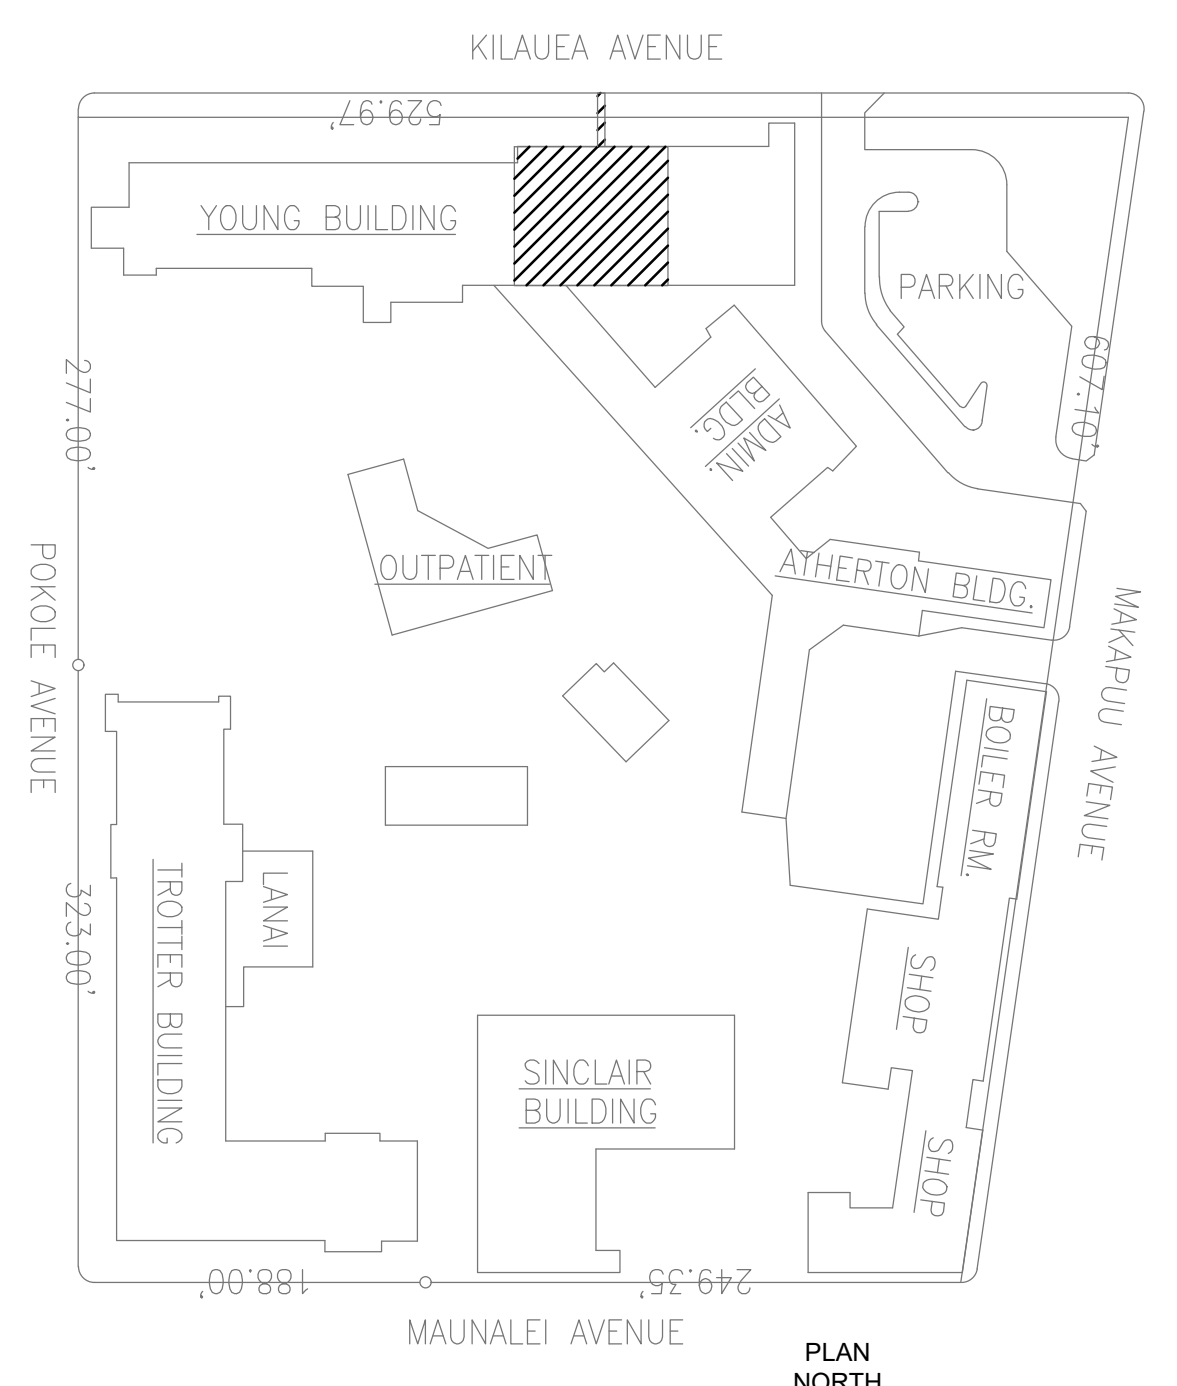 KILAUEA AVENUE
529.97'
YOUNG BUILDING
PARKING
607.10'
277.00'
ADMIN.
BLDG.
OUTPATIENT
ATHERTON BLDG.
POKOLE AVENUE
MAKAPUU AVENUE
BOILER RM.
TROTTER BUILDING
LANAI
323.00'
SHOP
SINCLAIR
BUILDING
SHOP
188.00'
249.35'
MAUNALEI AVENUE
PLAN
NORTH